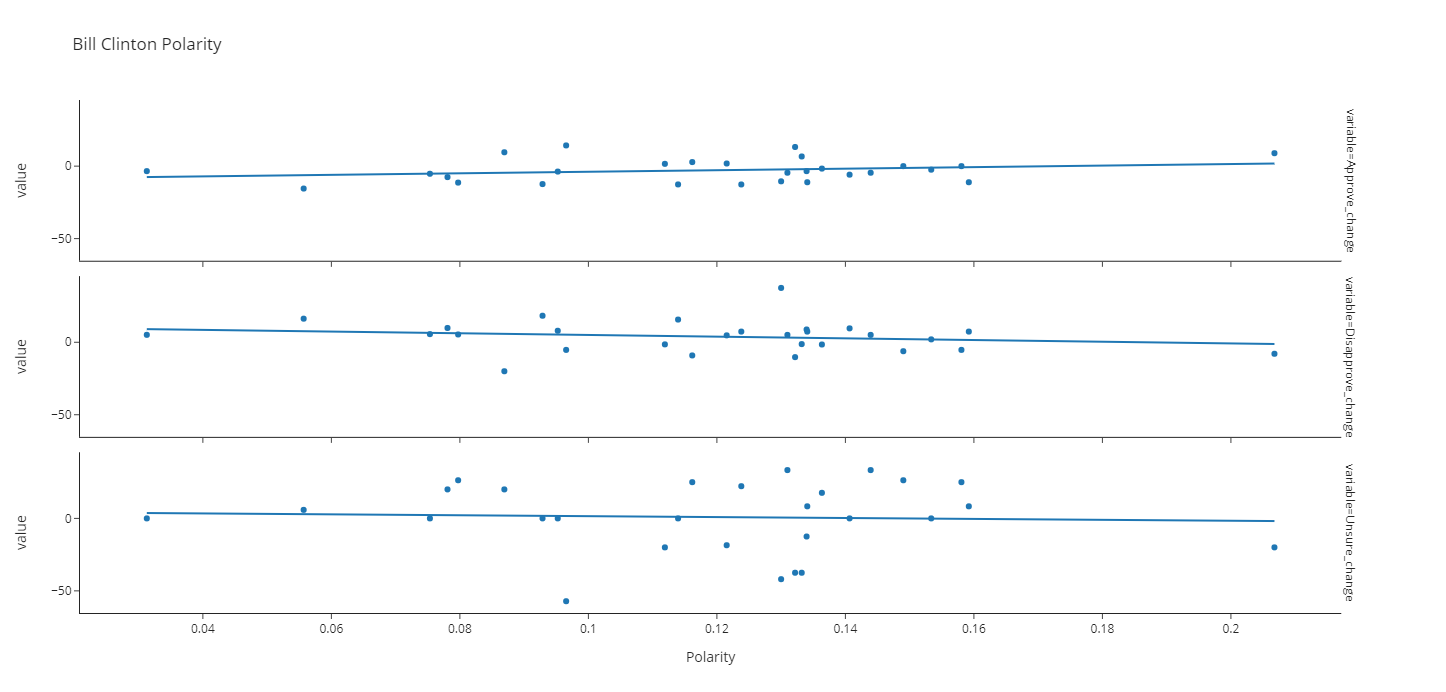 Bill Clinton Polarity
value
0
−50
variable=Approve_change
value
0
−50
variable=Disapprove_change
value
0
−50
variable=Unsure_change
0.04 0.06 0.08 0.1 0.12 0.14 0.16 0.18 0.2
Polarity